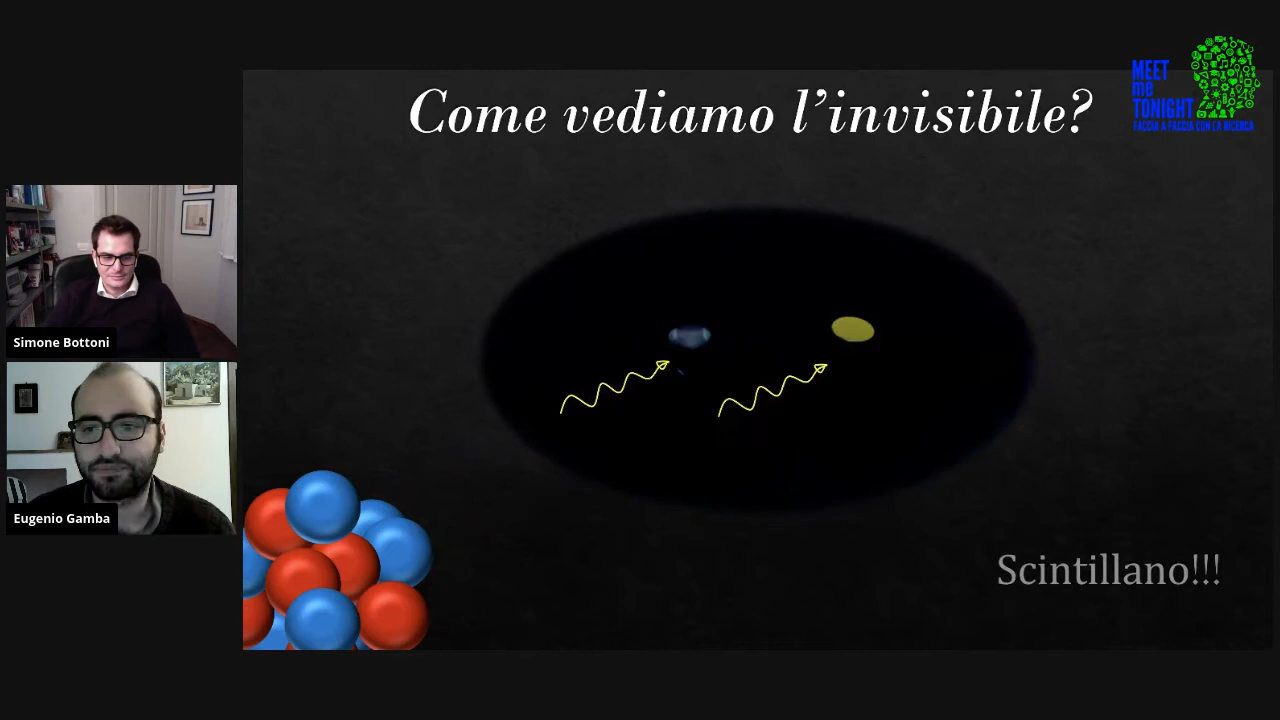 Come vediamo l'invisibile?
MEET
me
TONIGHT
FACCIA A FACCIA CON LA RICERCA
Simone Bottoni
Eugenio Gamba
Scintillano!!!